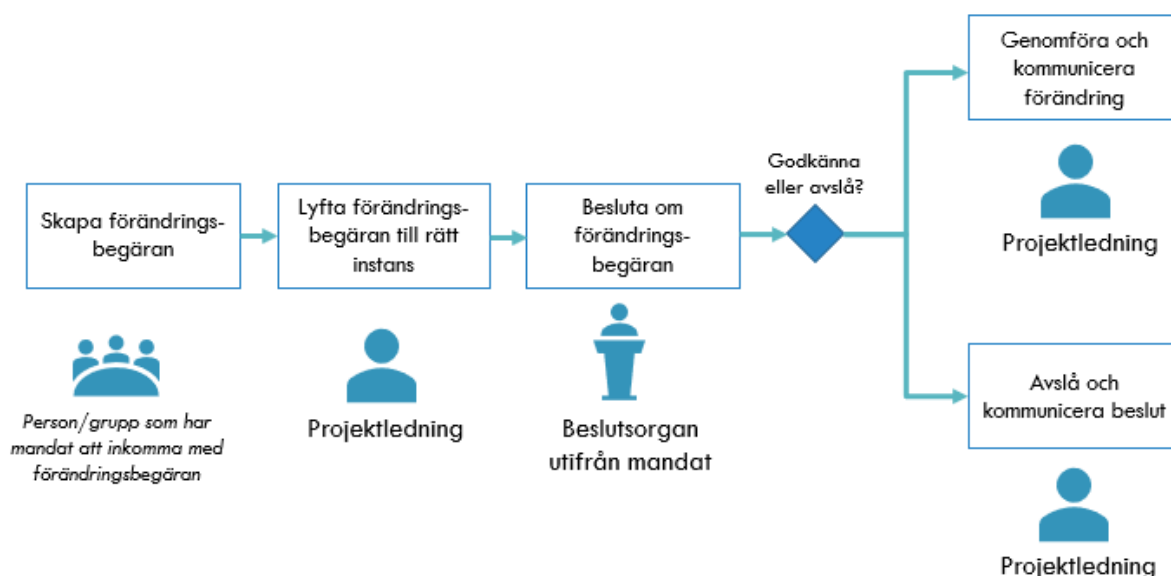 Skapa förändrings-
begäran
Person/grupp som har
mandat att inkomma med
förändringsbegäran
Lyfta förändrings-
begäran till rätt
instans
Projektledning
Besluta om
förändrings-
begäran
Beslutsorgan
utifrån mandat
Godkänna
eller avslå?
Genomföra och
kommunicera
förändring
Projektledning
Avslå och
kommunicera beslut
Projektledning